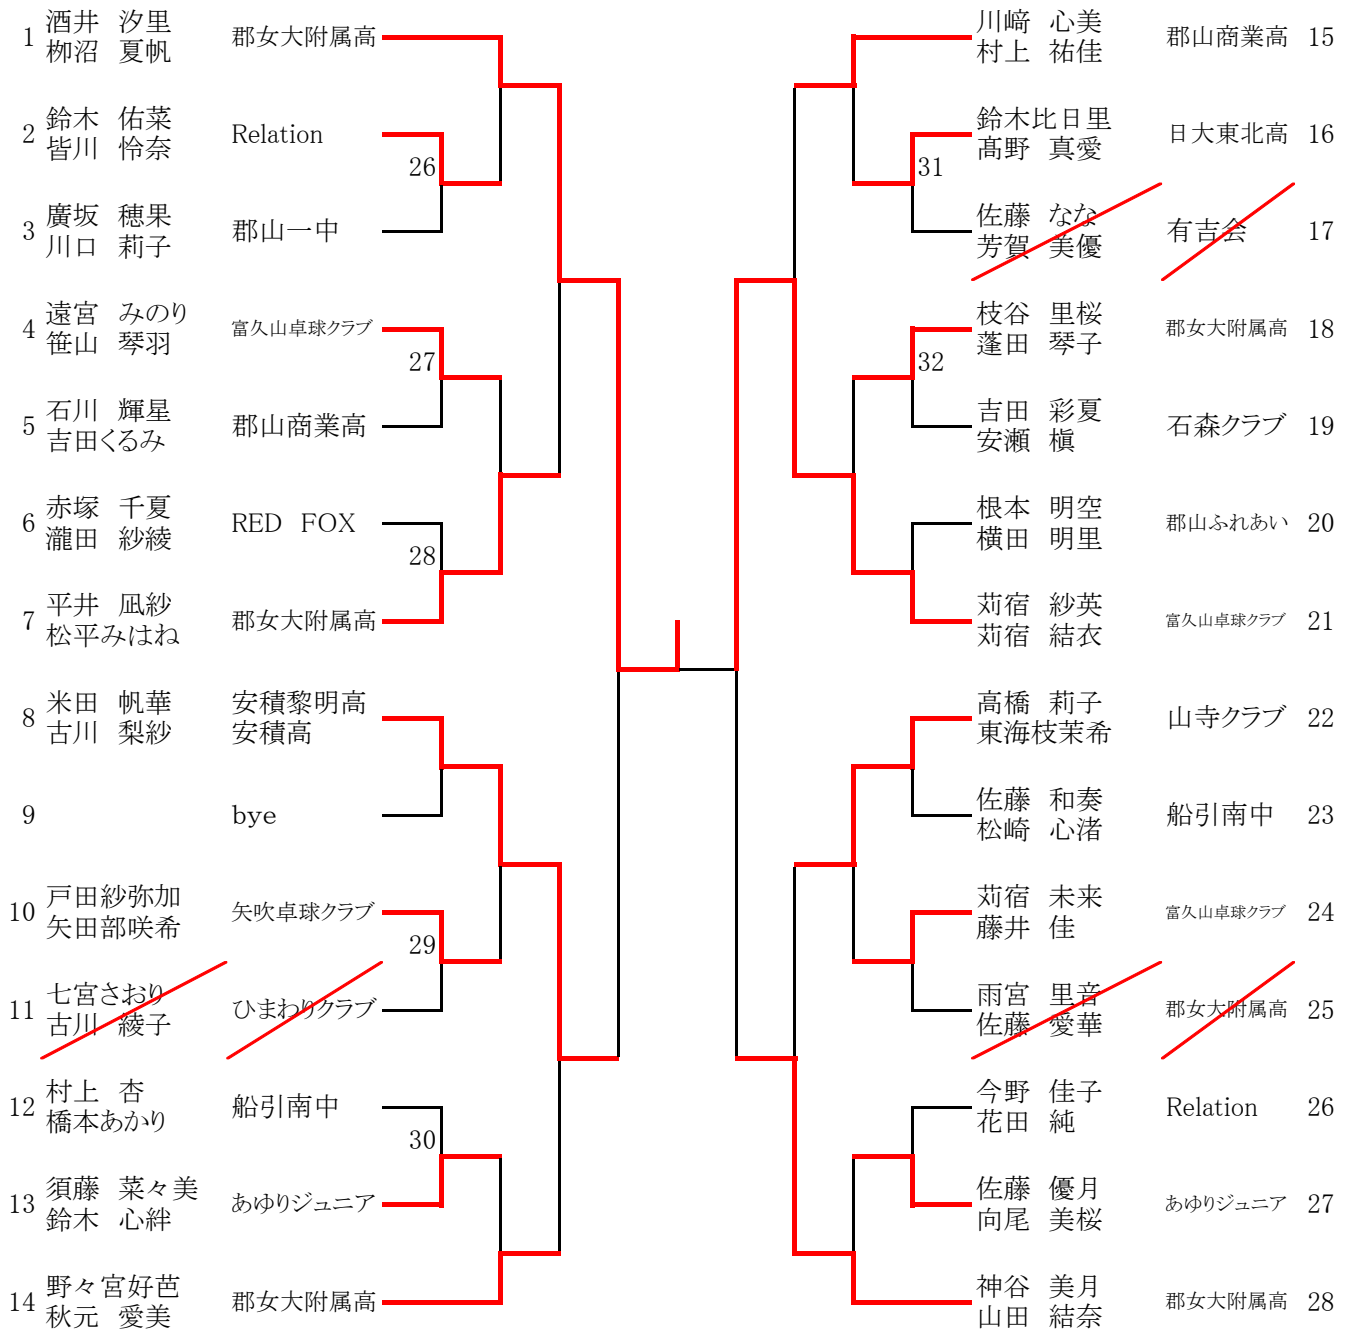 1 酒井 汐里 郡女大附属高
栁沼 夏帆
2 鈴木 佑菜 Relation
皆川 怜奈
26
3 廣坂 穂果 郡山一中
川口 莉子
4 遠宮 みのり 富久山卓球クラブ
笹山 琴羽
27
5 石川 輝星 郡山商業高
吉田くるみ
6 赤塚 千夏 RED FOX
瀧田 紗綾
28
7 平井 凪紗 郡女大附属高
松平みはね
8 米田 帆華 安積黎明高
古川 梨紗 安積高
9 bye
10 戸田紗弥加 矢吹卓球クラブ
矢田部咲希
29
11 七宮さおり ひまわりクラブ
古川 綾子
12 村上 杏 船引南中
橋本あかり
30
13 須藤 菜々美 あゆりジュニア
鈴木 心絆
14 野々宮好芭 郡女大附属高
秋元 愛美
川﨑 心美 郡山商業高 15
村上 祐佳
鈴木比日里 日大東北高 16
髙野 真愛
31
佐藤 なな 有吉会 17
芳賀 美優
枝谷 里桜 郡女大附属高 18
蓬田 琴子
32
吉田 彩夏 石森クラブ 19
安瀬 槇
根本 明空 郡山ふれあい 20
横田 明里
苅宿 紗英 富久山卓球クラブ 21
苅宿 結衣
高橋 莉子 山寺クラブ 22
東海枝茉希
佐藤 和奏 船引南中 23
松崎 心渚
苅宿 未来 富久山卓球クラブ 24
藤井 佳
雨宮 里音 郡女大附属高 25
佐藤 愛華
今野 佳子 Relation 26
花田 純
佐藤 優月 あゆりジュニア 27
向尾 美桜
神谷 美月 郡女大附属高 28
山田 結奈